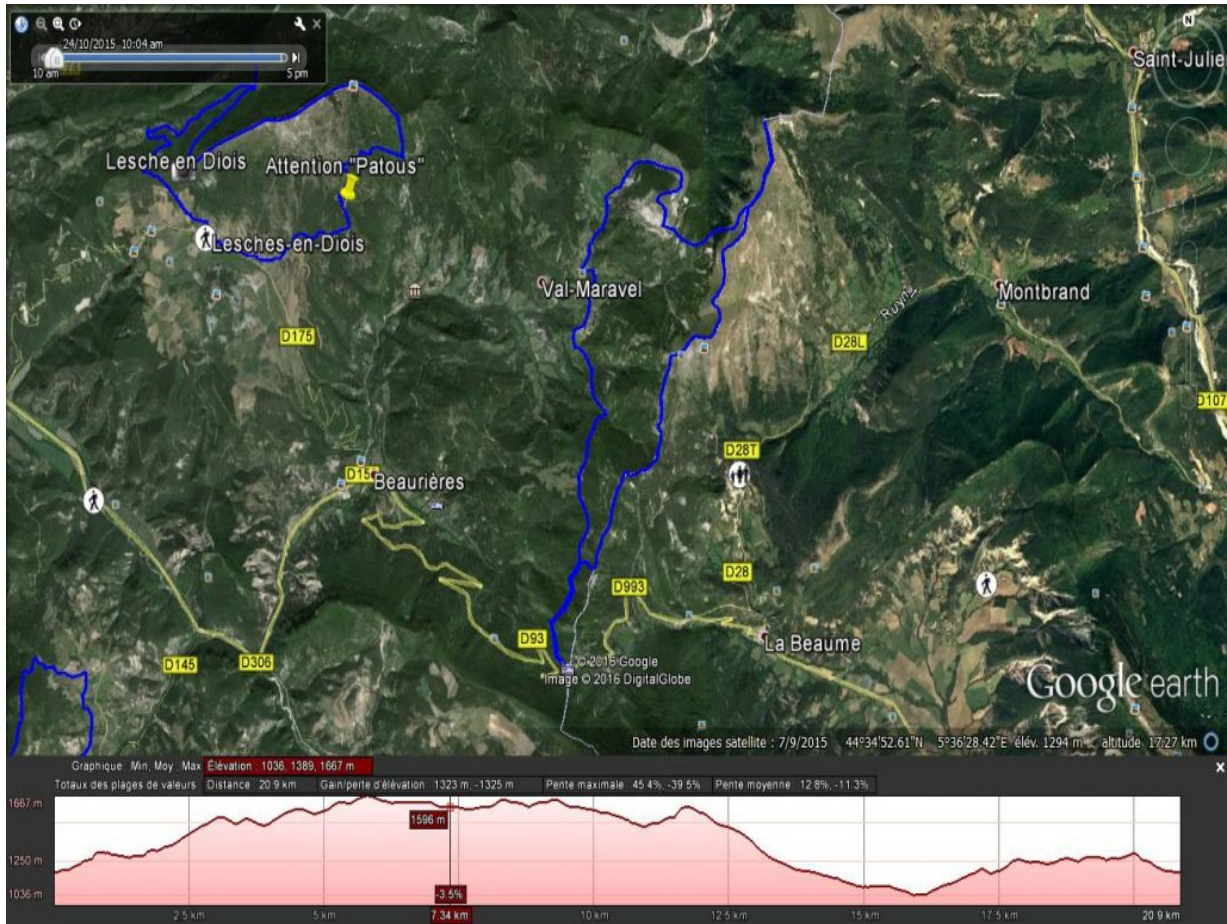 24/10/2015 10:04 am
10 am 5 pm
N
Saint-Julie
Lesche en Diois
Attention "Patous"
Lesches-en-Diois
Val-Maravel
Montbrand
Ruyng
D175
D28L
D107
D28T
Beaurières
D28
D993
D93
La Beaume
D145
D306
© 2016 Google
Image © 2016 DigitalGlobe
Google earth
Date des images satellite : 7/9/2015 44°34'52.61"N 5°36'28.42"E élév. 1294 m altitude 17.27 km
Graphique: Min, Moy, Max Élévation : 1036, 1389, 1667 m
Totaux des plages de valeurs Distance : 20.9 km Gain/perte d'élévation : 1323 m, -1325 m Pente maximale : 45.4%, -39.5% Pente moyenne : 12.8%, -11.3%
1667 m
1596 m
1250 m
1036 m
-3.5%
2.5 km 5 km 7.34 km 10 km 12.5 km 15 km 17.5 km 20.9 km